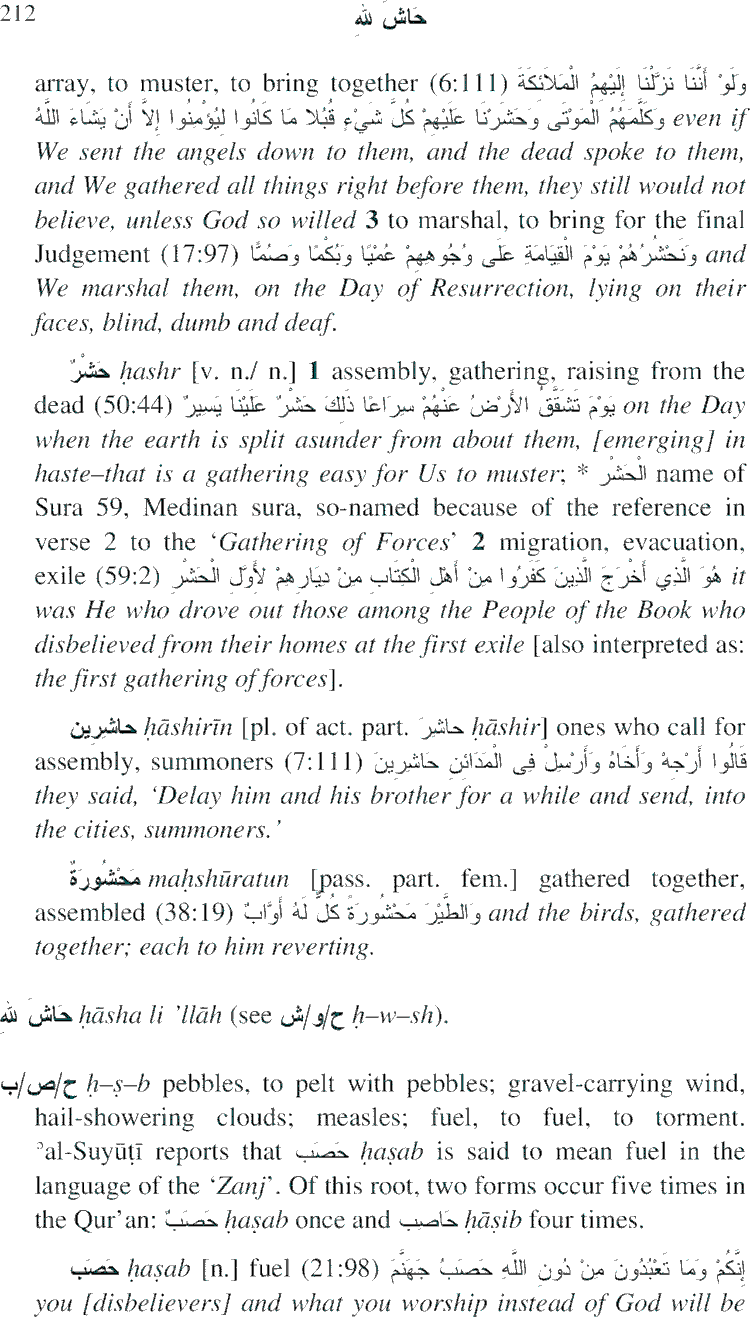 212
حَاشَ لِلَّهِ
array, to muster, to bring together (6:111) وَلَوْ أَنَّنَا نَزَّلْنَا إِلَيْهِمُ الْمَلَائِكَةَ
وَكَلَّمَهُمُ الْمَوْتَى وَحَشَرْنَا عَلَيْهِمْ كُلَّ شَيْءٍ قُبُلًا مَا كَانُوا لِيُؤْمِنُوا إِلَّا أَنْ يَشَاءَ اللَّهُ even if
We sent the angels down to them, and the dead spoke to them,
and We gathered all things right before them, they still would not
believe, unless God so willed 3 to marshal, to bring for the final
Judgement (17:97) وَنَحْشُرُهُمْ يَوْمَ الْقِيَامَةِ عَلَى وُجُوهِهِمْ عُمْيًا وَبُكْمًا وَصُمًّا and
We marshal them, on the Day of Resurrection, lying on their
faces, blind, dumb and deaf.
حَشْرٌ ḥashr [v. n./ n.] 1 assembly, gathering, raising from the
dead (50:44) يَوْمَ تَشَقَّقُ الْأَرْضُ عَنْهُمْ سِرَاعًا ذَلِكَ حَشْرٌ عَلَيْنَا يَسِيرٌ on the Day
when the earth is split asunder from about them, [emerging] in
haste–that is a gathering easy for Us to muster; * الْحَشْرِ name of
Sura 59, Medinan sura, so-named because of the reference in
verse 2 to the ‘Gathering of Forces’ 2 migration, evacuation,
exile (59:2) هُوَ الَّذِي أَخْرَجَ الَّذِينَ كَفَرُوا مِنْ أَهْلِ الْكِتَابِ مِنْ دِيَارِهِمْ لِأَوَّلِ الْحَشْرِ it
was He who drove out those among the People of the Book who
disbelieved from their homes at the first exile [also interpreted as:
the first gathering of forces].
حاشِرِين ḥāshirīn [pl. of act. part. حاشِرَ ḥāshir] ones who call for
assembly, summoners (7:111) قَالُوا أَرْجِهْ وَأَخَاهُ وَأَرْسِلْ فِى الْمَدَائِنِ حَاشِرِينَ
they said, ‘Delay him and his brother for a while and send, into
the cities, summoners.’
مَحْشُورَةٌ maḥshūratun [pass. part. fem.] gathered together,
assembled (38:19) وَالطَّيْرَ مَحْشُورَةً كُلٌّ لَهُ أَوَّابٌ and the birds, gathered
together; each to him reverting.
حَاشَ لِلَّهِ ḥāsha li ’llāh (see ح/و/ش ḥ–w–sh).
ح/ص/ب ḥ–ṣ–b pebbles, to pelt with pebbles; gravel-carrying wind,
hail-showering clouds; measles; fuel, to fuel, to torment.
ʾal-Suyūṭī reports that حَصَب ḥaṣab is said to mean fuel in the
language of the ‘Zanj’. Of this root, two forms occur five times in
the Qur’an: حَصَبٌ ḥaṣab once and حَاصِب ḥāṣib four times.
حَصَب ḥaṣab [n.] fuel (21:98) إِنَّكُمْ وَمَا تَعْبُدُونَ مِنْ دُونِ اللَّهِ حَصَبُ جَهَنَّمَ
you [disbelievers] and what you worship instead of God will be